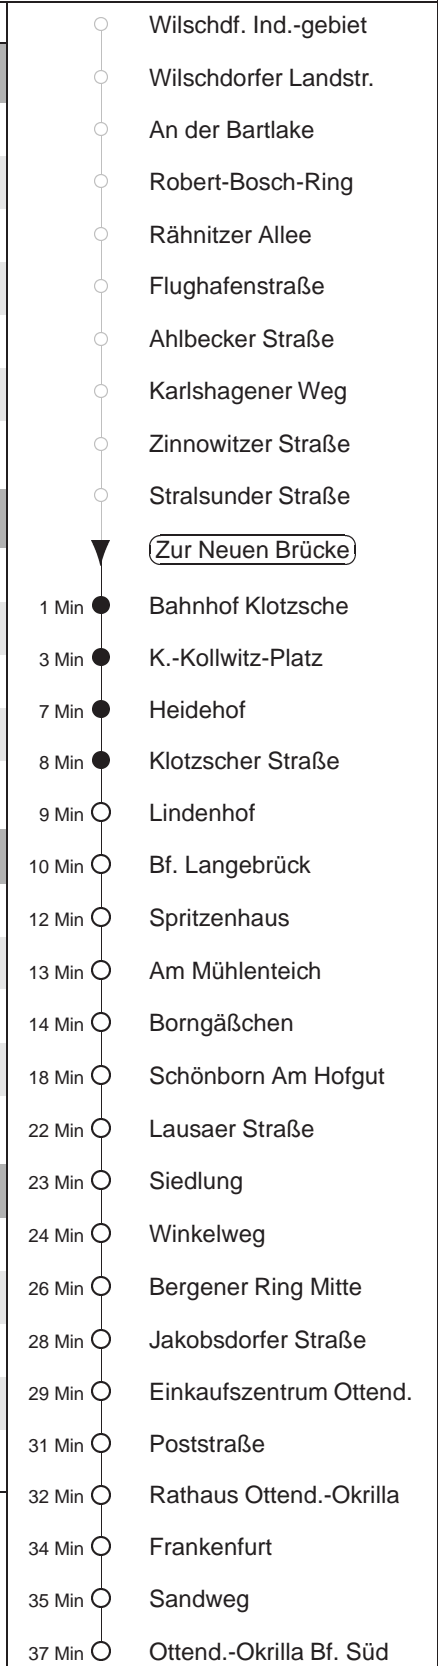 Wilschdf. Ind.-gebiet
Wilschdorfer Landstr.
An der Bartlake
Robert-Bosch-Ring
Rähnitzer Allee
Flughafenstraße
Ahlbecker Straße
Karlshagener Weg
Zinnowitzer Straße
Stralsunder Straße
Zur Neuen Brücke
1 Min Bahnhof Klotzsche
3 Min K.-Kollwitz-Platz
7 Min Heidehof
8 Min Klotzscher Straße
9 Min Lindenhof
10 Min Bf. Langebrück
12 Min Spritzenhaus
13 Min Am Mühlenteich
14 Min Borngäßchen
18 Min Schönborn Am Hofgut
22 Min Lausaer Straße
23 Min Siedlung
24 Min Winkelweg
26 Min Bergener Ring Mitte
28 Min Jakobsdorfer Straße
29 Min Einkaufszentrum Ottend.
31 Min Poststraße
32 Min Rathaus Ottend.-Okrilla
34 Min Frankenfurt
35 Min Sandweg
37 Min Ottend.-Okrilla Bf. Süd